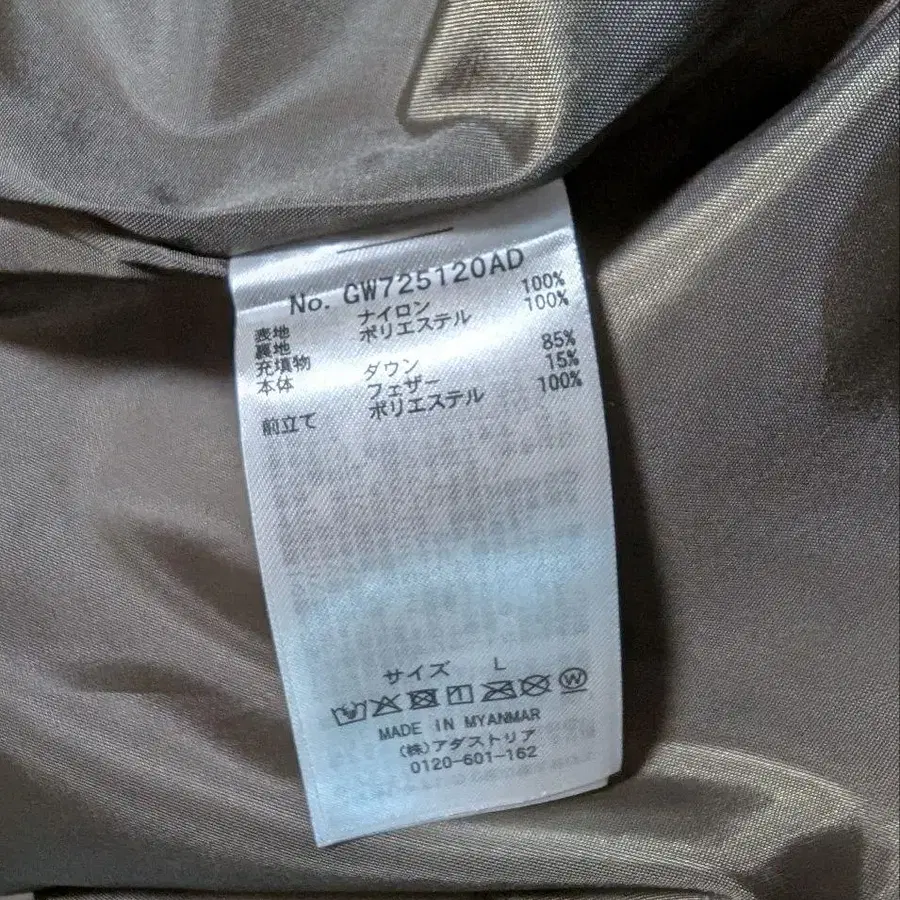 No. GW725120AD
表地 ナイロン 100%
裏地 ポリエステル 100%
充填物
本体 ダウン 85%
フェザー 15%
前立て ポリエステル 100%
サイズ L
MADE IN MYANMAR
(株)アダストリア
0120-601-162